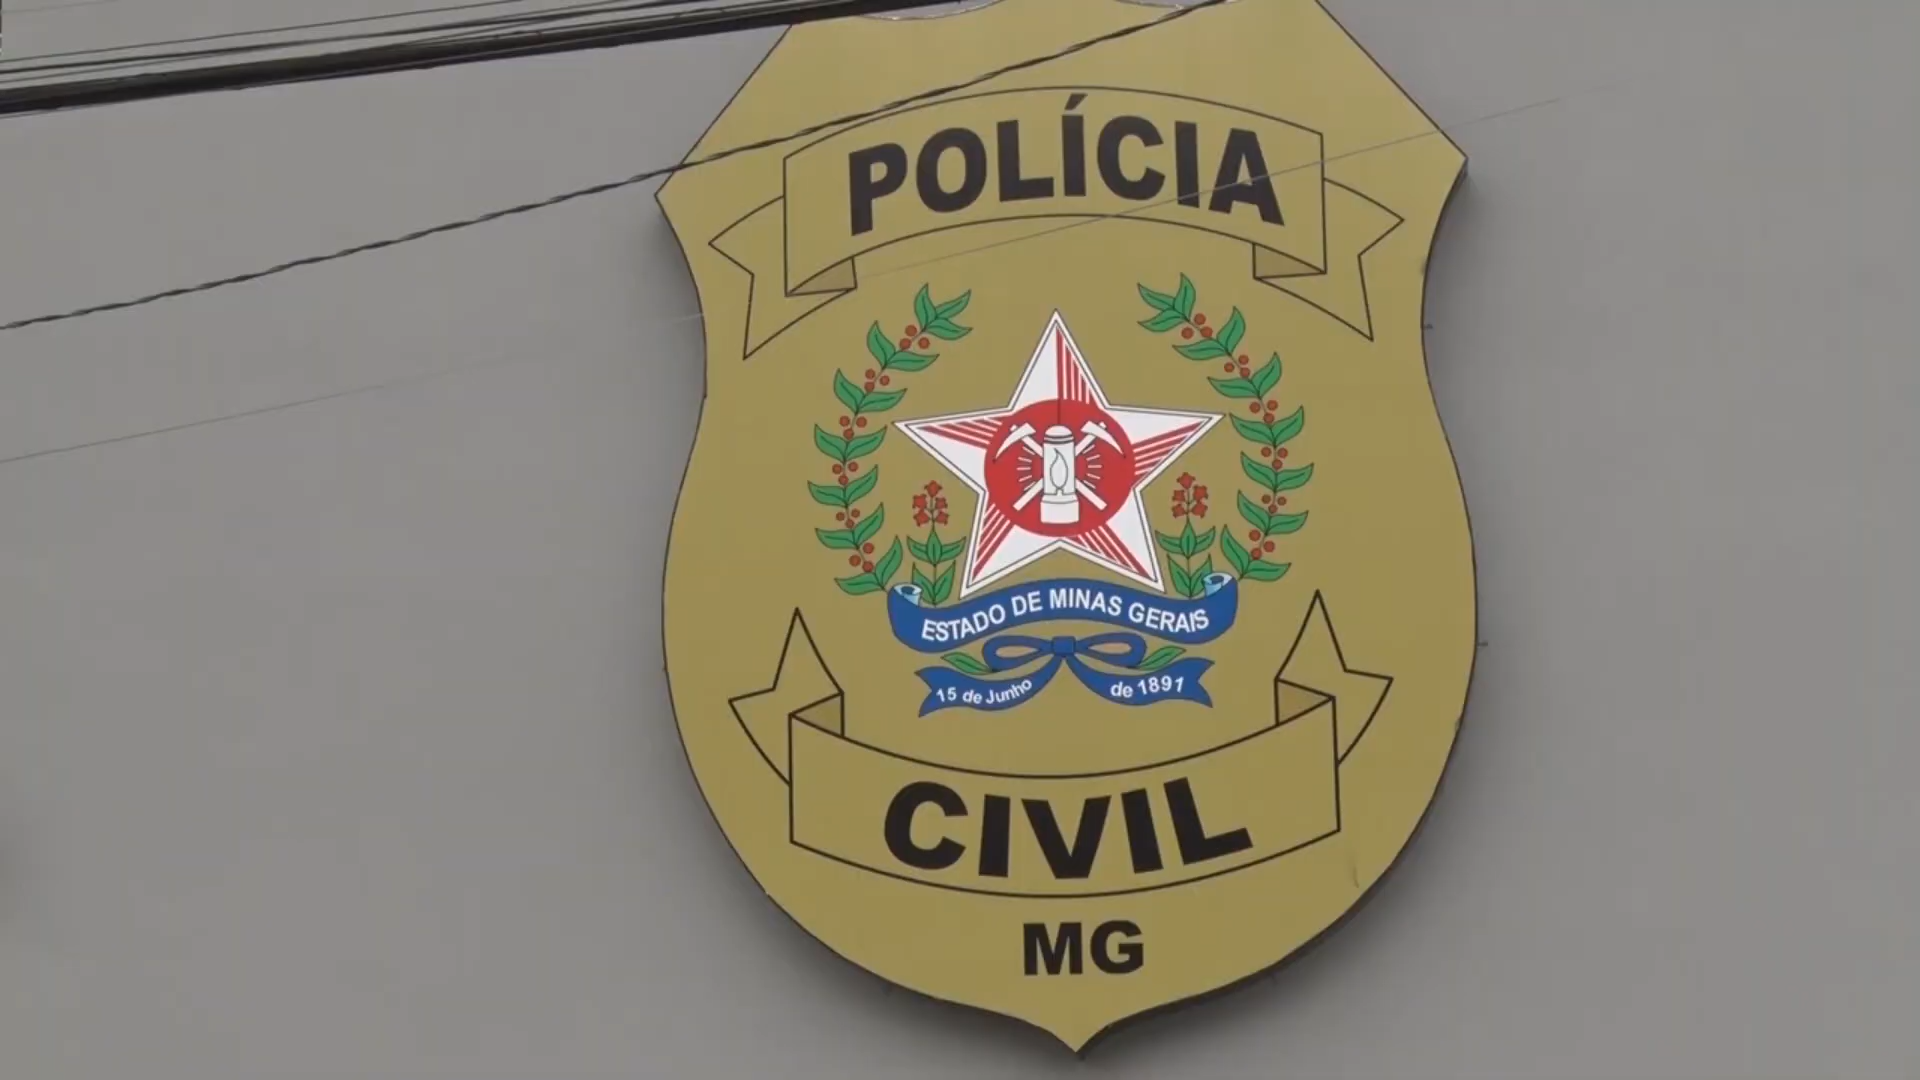 POLÍCIA
ESTADO DE MINAS GERAIS
15 de Junho de 1891
CIVIL
MG